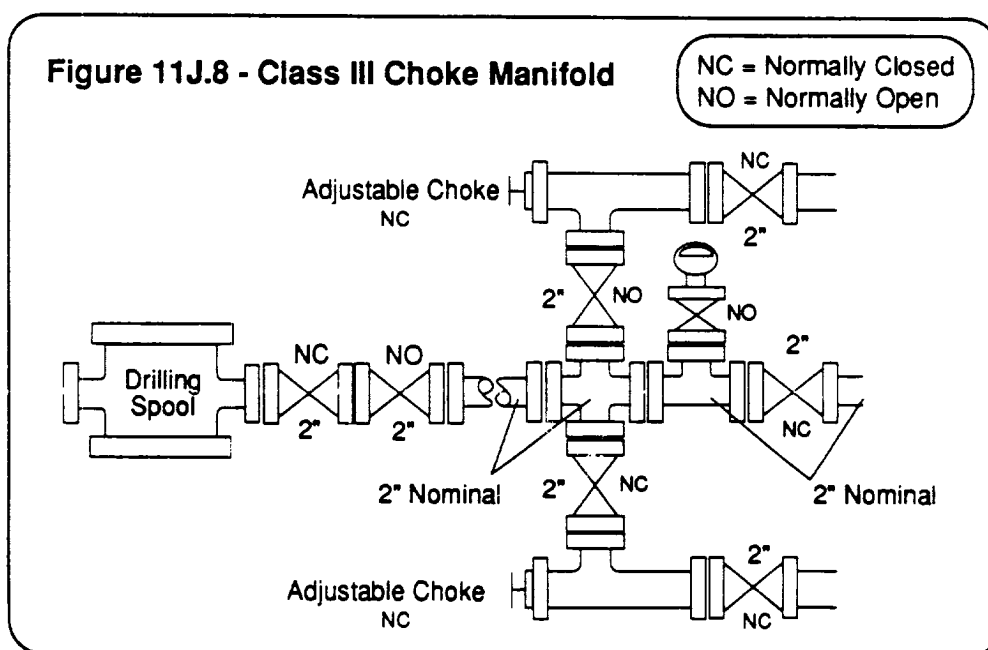 Figure 11J.8 - Class III Choke Manifold
NC = Normally Closed
NO = Normally Open
Adjustable Choke
NC
NC
2"
2"
NO
NO
Drilling
Spool
NC
2"
NO
2"
2"
NC
2" Nominal
2"
NC
2" Nominal
Adjustable Choke
NC
2"
NC